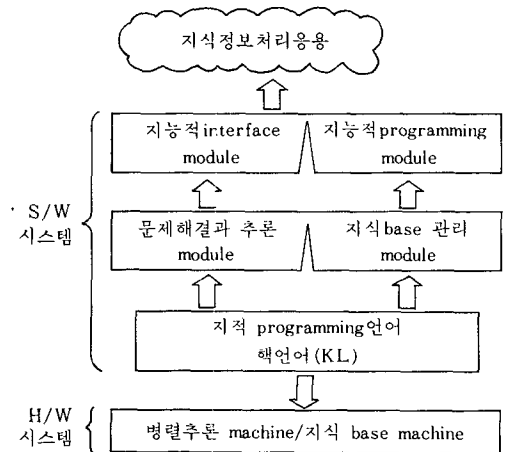 지식정보처리응용
지능적interface
module
지능적programming
module
S/W
시스템
문제해결과 추론
module
지식base 관리
module
지적 programming언어
핵언어(KL)
H/W
시스템
병렬추론 machine/지식 base machine